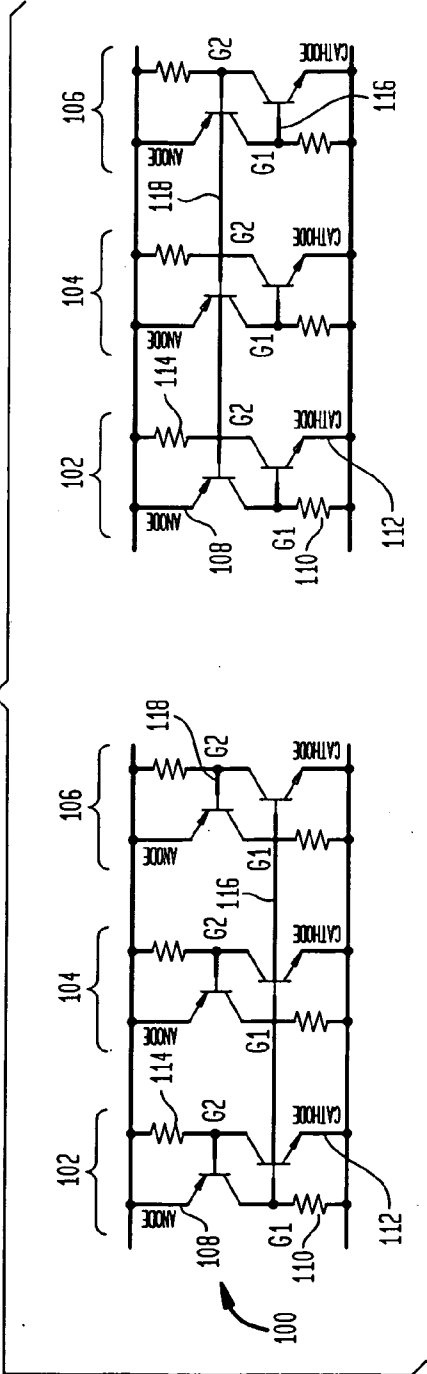 102
104
106
114
118
ANODE
ANODE
ANODE
108
G2
G2
G2
G1
G1
G1
116
100
110
112
CATHODE
CATHODE
CATHODE
102
104
106
114
118
ANODE
ANODE
ANODE
108
G2
G2
G2
G1
G1
G1
116
110
112
CATHODE
CATHODE
CATHODE